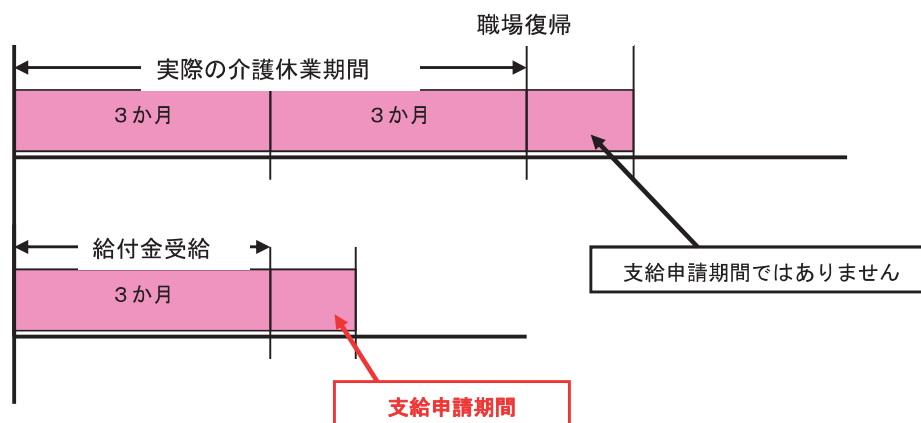 職場復帰
実際の介護休業期間
３か月
３か月
給付金受給
支給申請期間ではありません
３か月
支給申請期間